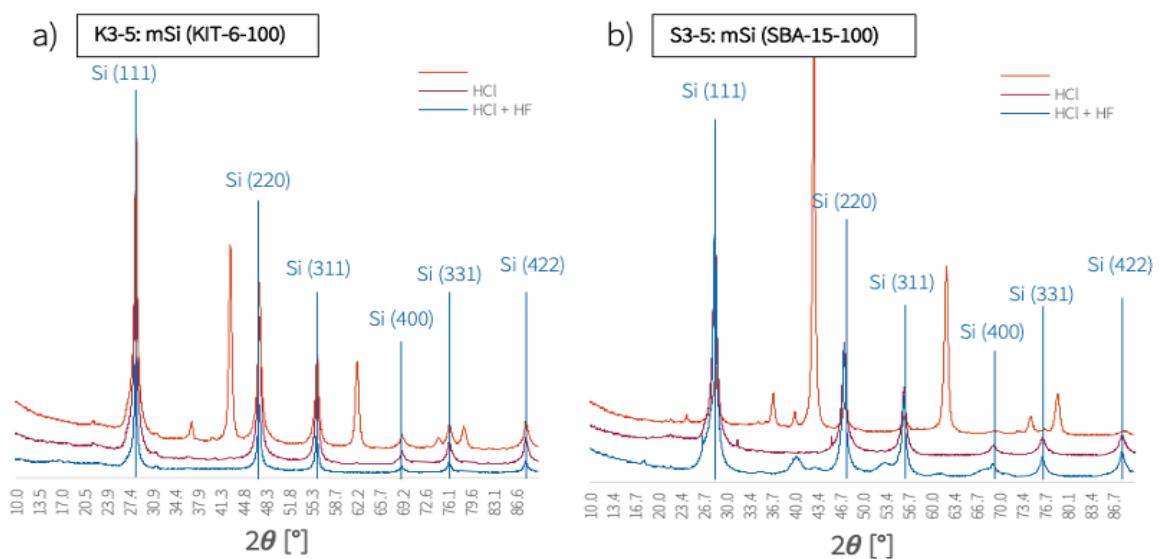 a)
K3-5: mSi (KIT-6-100)
Si (111)
HCl
HCl + HF
Si (220)
Si (311)
Si (400)
Si (331)
Si (422)
10.0 13.5 17.0 20.5 23.9 27.4 30.9 34.4 37.9 41.3 44.8 48.3 51.8 55.3 58.7 62.2 65.7 69.2 72.6 76.1 79.6 83.1 86.6
2θ [°]
b)
S3-5: mSi (SBA-15-100)
Si (111)
HCl
HCl + HF
Si (220)
Si (311)
Si (400)
Si (331)
Si (422)
10.0 13.4 16.7 20.0 23.4 26.7 30.0 33.4 36.7 40.0 43.4 46.7 50.0 53.4 56.7 60.0 63.4 66.7 70.0 73.4 76.7 80.1 83.4 86.7
2θ [°]